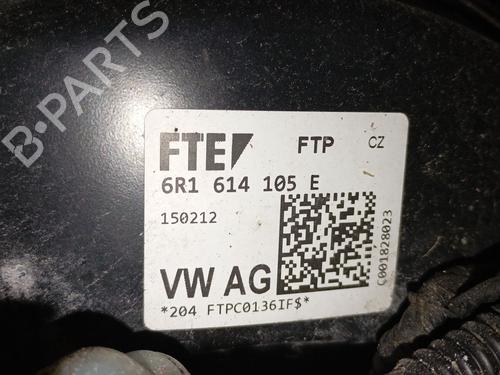 B-PARTS
FTE FTP CZ
6R1 614 105 E
150212
VW AG
*204 FTPC0136IF$*
C001828023